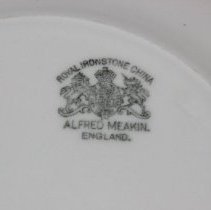 ROYAL IRONSTONE CHINA
ALFRED MEAKIN.
ENGLAND.